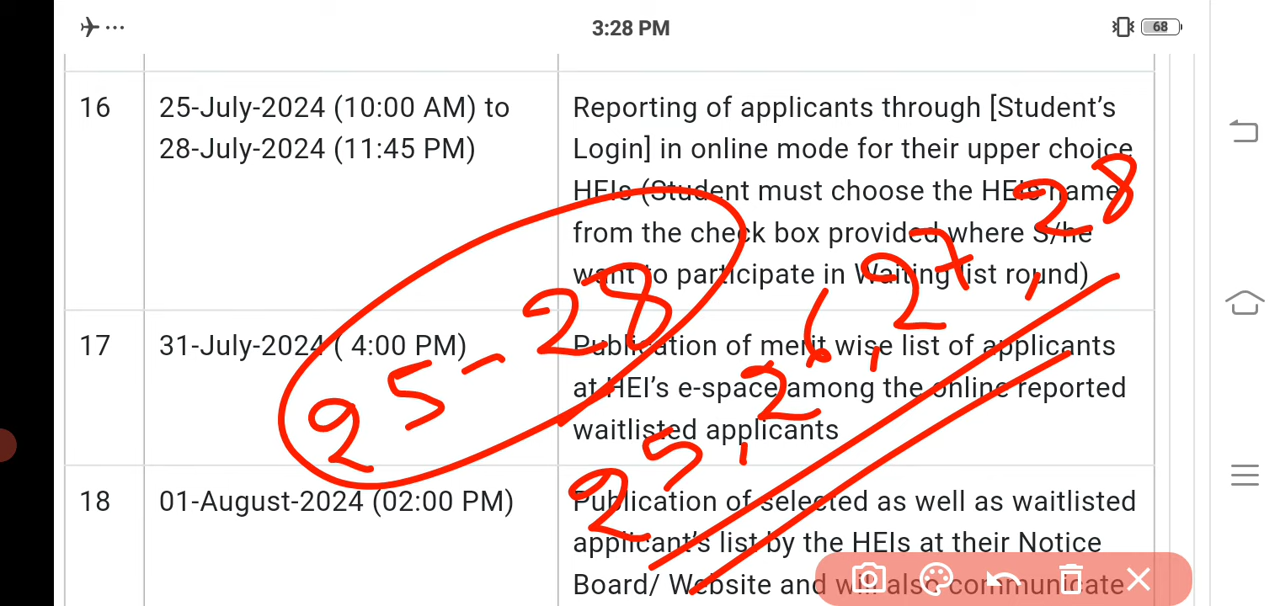 3:28 PM
68
16
25-July-2024 (10:00 AM) to
28-July-2024 (11:45 PM)
Reporting of applicants through [Student's
Login] in online mode for their upper choice
HEIs (Student must choose the HEIs name
from the check box provided where S/he
want to participate in Waiting list round)
25 - 28
25, 26, 27, 28
17
31-July-2024 ( 4:00 PM)
Publication of merit wise list of applicants
at HEI's e-space among the online reported
waitlisted applicants
18
01-August-2024 (02:00 PM)
Publication of selected as well as waitlisted
applicant's list by the HEIs at their Notice
Board/ Website and will also communicate